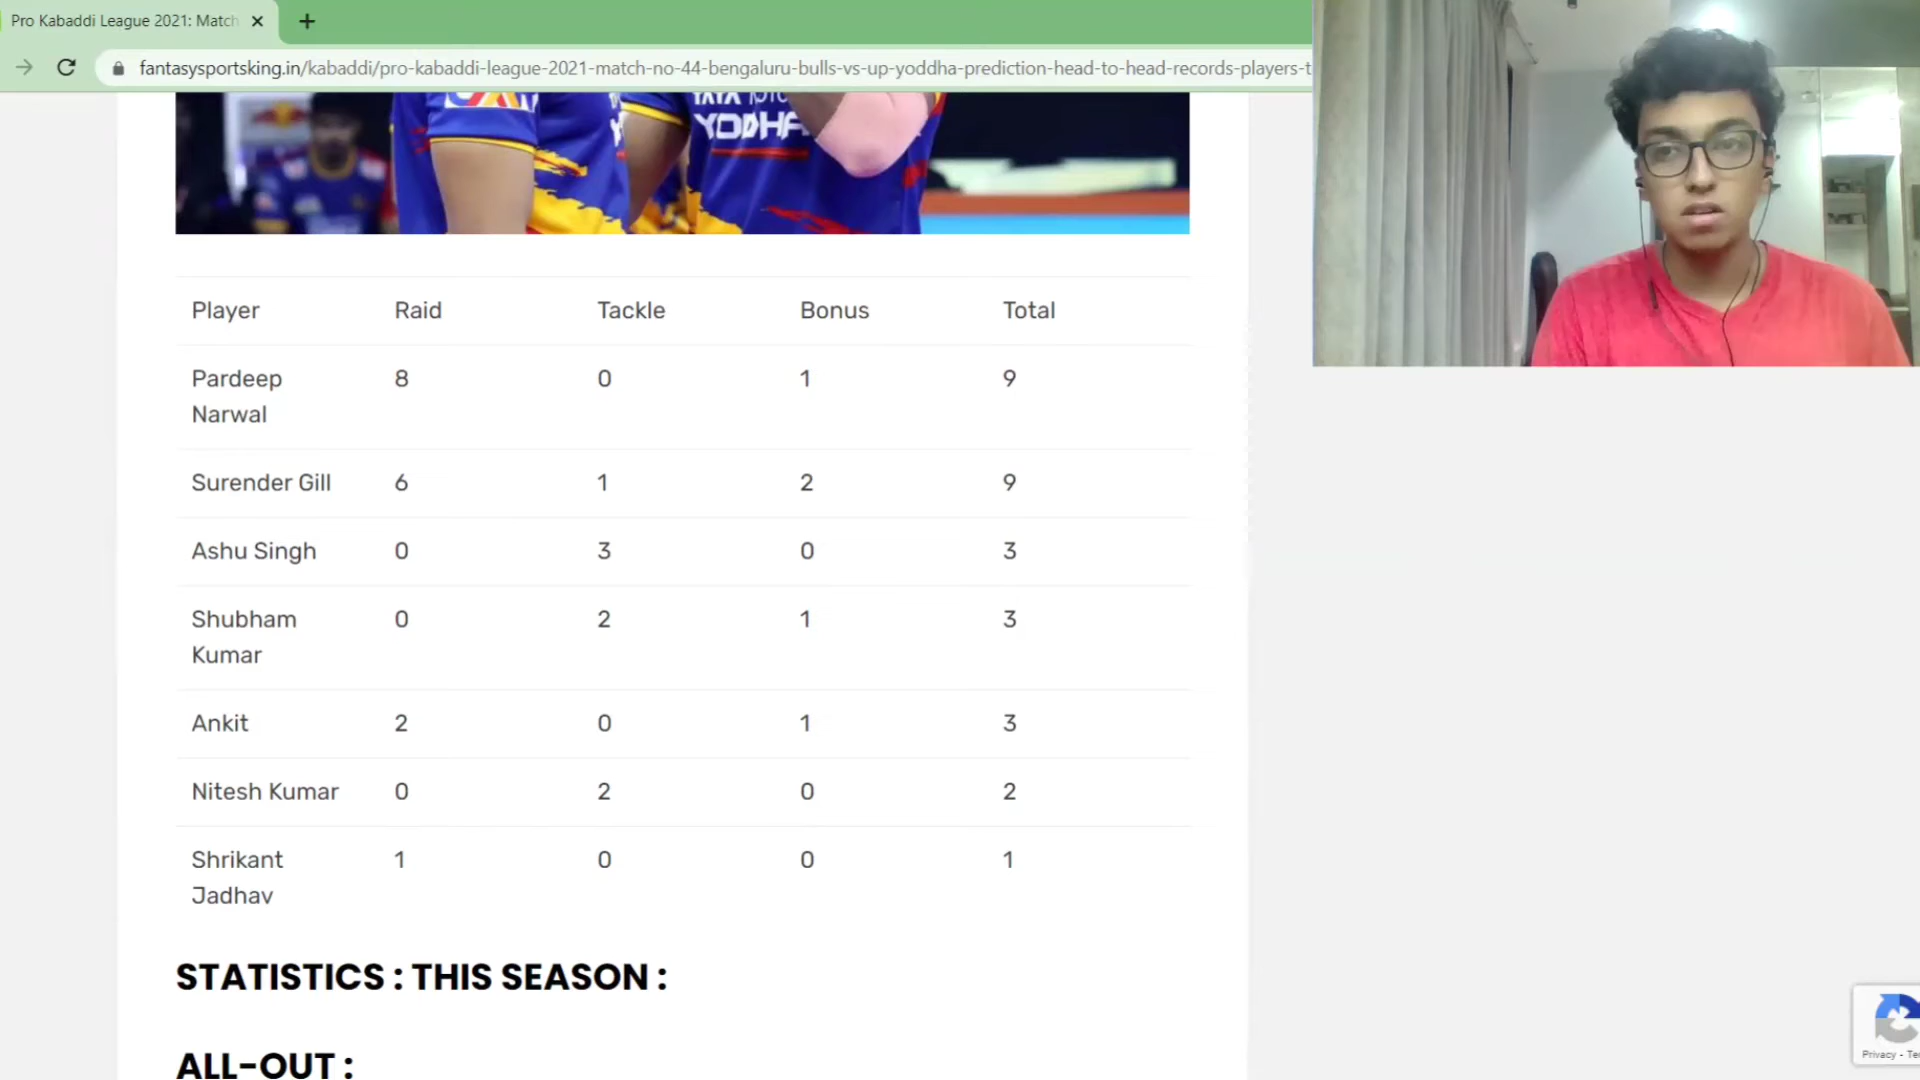 Pro Kabaddi League 2021: Match
fantasysportsking.in/kabaddi/pro-kabaddi-league-2021-match-no-44-bengaluru-bulls-vs-up-yoddha-prediction-head-to-head-records-players-t
YODHA
Player Raid Tackle Bonus Total
Pardeep Narwal 8 0 1 9
Surender Gill 6 1 2 9
Ashu Singh 0 3 0 3
Shubham Kumar 0 2 1 3
Ankit 2 0 1 3
Nitesh Kumar 0 2 0 2
Shrikant Jadhav 1 0 0 1
STATISTICS : THIS SEASON :
ALL-OUT :
Privacy - Te